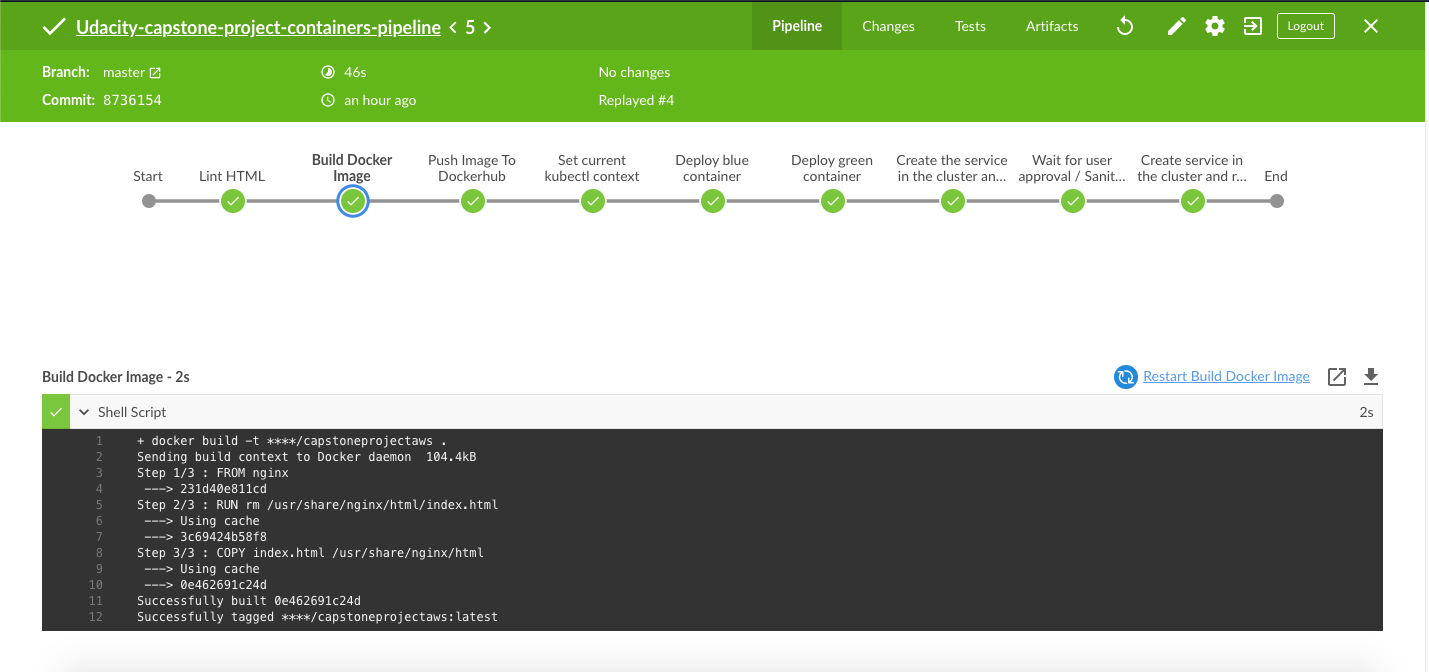 Udacity-capstone-project-containers-pipeline < 5 >
Pipeline Changes Tests Artifacts Logout
Branch: master 46s No changes
Commit: 8736154 an hour ago Replayed #4
Start
Lint HTML
Build Docker
Image
Push Image To
Dockerhub
Set current
kubectl context
Deploy blue
container
Deploy green
container
Create the service
in the cluster an...
Wait for user
approval / Sanit...
Create service in
the cluster and r...
End
Build Docker Image - 2s Restart Build Docker Image
Shell Script 2s
1 + docker build -t ****/capstoneprojectaws .
2 Sending build context to Docker daemon  104.4kB
3 Step 1/3 : FROM nginx
4 ---> 231d40e811cd
5 Step 2/3 : RUN rm /usr/share/nginx/html/index.html
6 ---> Using cache
7 ---> 3c69424b58f8
8 Step 3/3 : COPY index.html /usr/share/nginx/html
9 ---> Using cache
10 ---> 0e462691c24d
11 Successfully built 0e462691c24d
12 Successfully tagged ****/capstoneprojectaws:latest